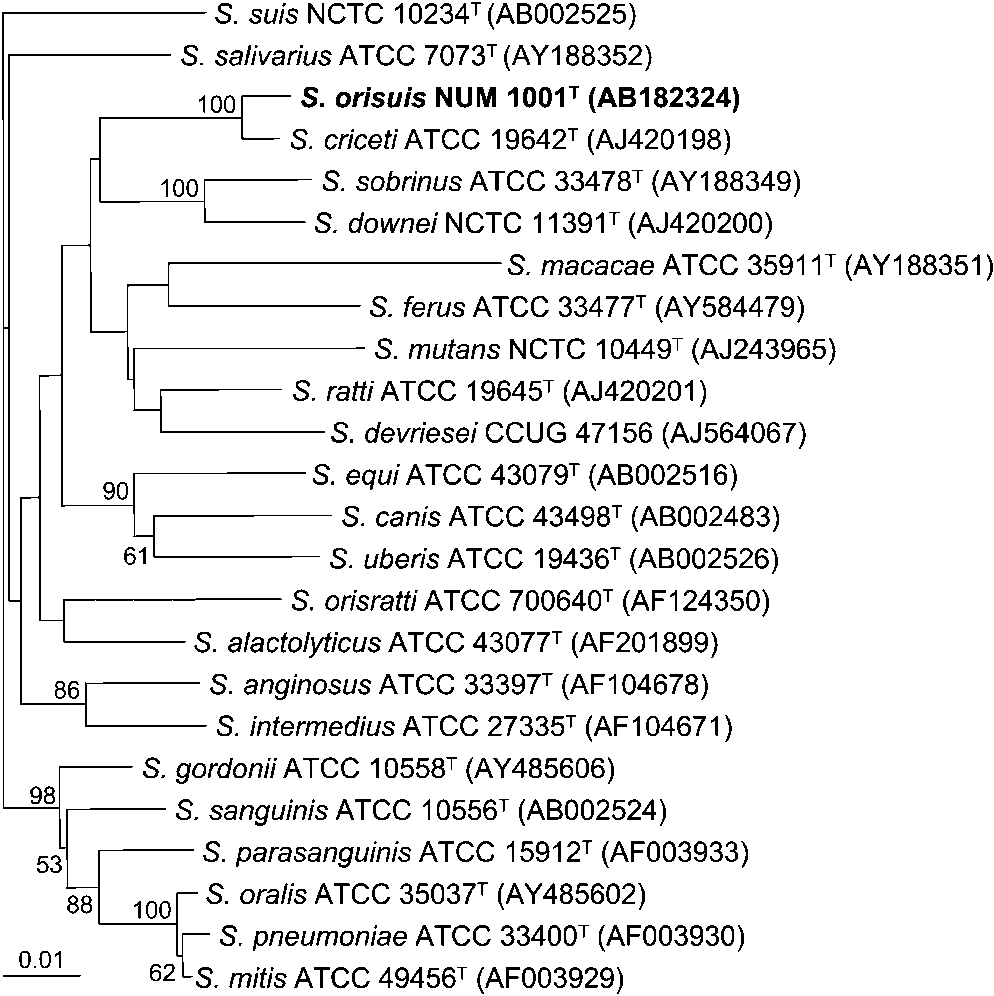 S. suis NCTC 10234ᵀ (AB002525)
S. salivarius ATCC 7073ᵀ (AY188352)
100 S. orisuis NUM 1001ᵀ (AB182324)
S. criceti ATCC 19642ᵀ (AJ420198)
100 S. sobrinus ATCC 33478ᵀ (AY188349)
S. downei NCTC 11391ᵀ (AJ420200)
S. macacae ATCC 35911ᵀ (AY188351)
S. ferus ATCC 33477ᵀ (AY584479)
S. mutans NCTC 10449ᵀ (AJ243965)
S. ratti ATCC 19645ᵀ (AJ420201)
S. devriesei CCUG 47156 (AJ564067)
S. equi ATCC 43079ᵀ (AB002516)
90
S. canis ATCC 43498ᵀ (AB002483)
61 S. uberis ATCC 19436ᵀ (AB002526)
S. orisratti ATCC 700640ᵀ (AF124350)
S. alactolyticus ATCC 43077ᵀ (AF201899)
86 S. anginosus ATCC 33397ᵀ (AF104678)
S. intermedius ATCC 27335ᵀ (AF104671)
S. gordonii ATCC 10558ᵀ (AY485606)
98
S. sanguinis ATCC 10556ᵀ (AB002524)
53
S. parasanguinis ATCC 15912ᵀ (AF003933)
88
S. oralis ATCC 35037ᵀ (AY485602)
100
S. pneumoniae ATCC 33400ᵀ (AF003930)
0.01
62 S. mitis ATCC 49456ᵀ (AF003929)